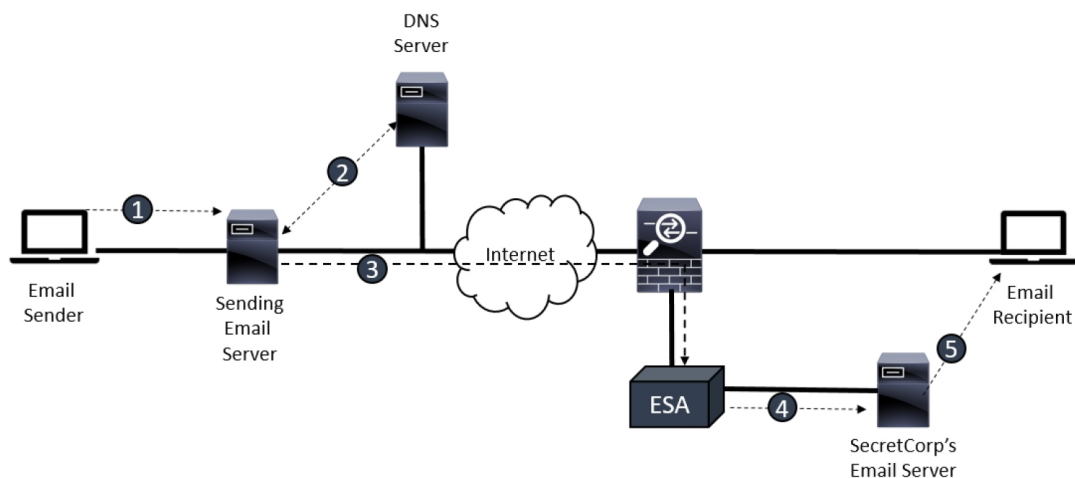 DNS
Server
2
1
Internet
3
Email
Sender
Sending
Email
Server
Email
Recipient
5
ESA
4
SecretCorp's
Email Server